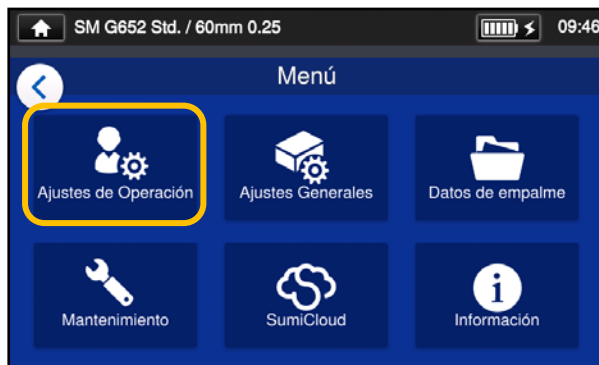 SM G652 Std. / 60mm 0.25
09:46
Menú
Ajustes de Operación
Ajustes Generales
Datos de empalme
Mantenimiento
SumiCloud
Información